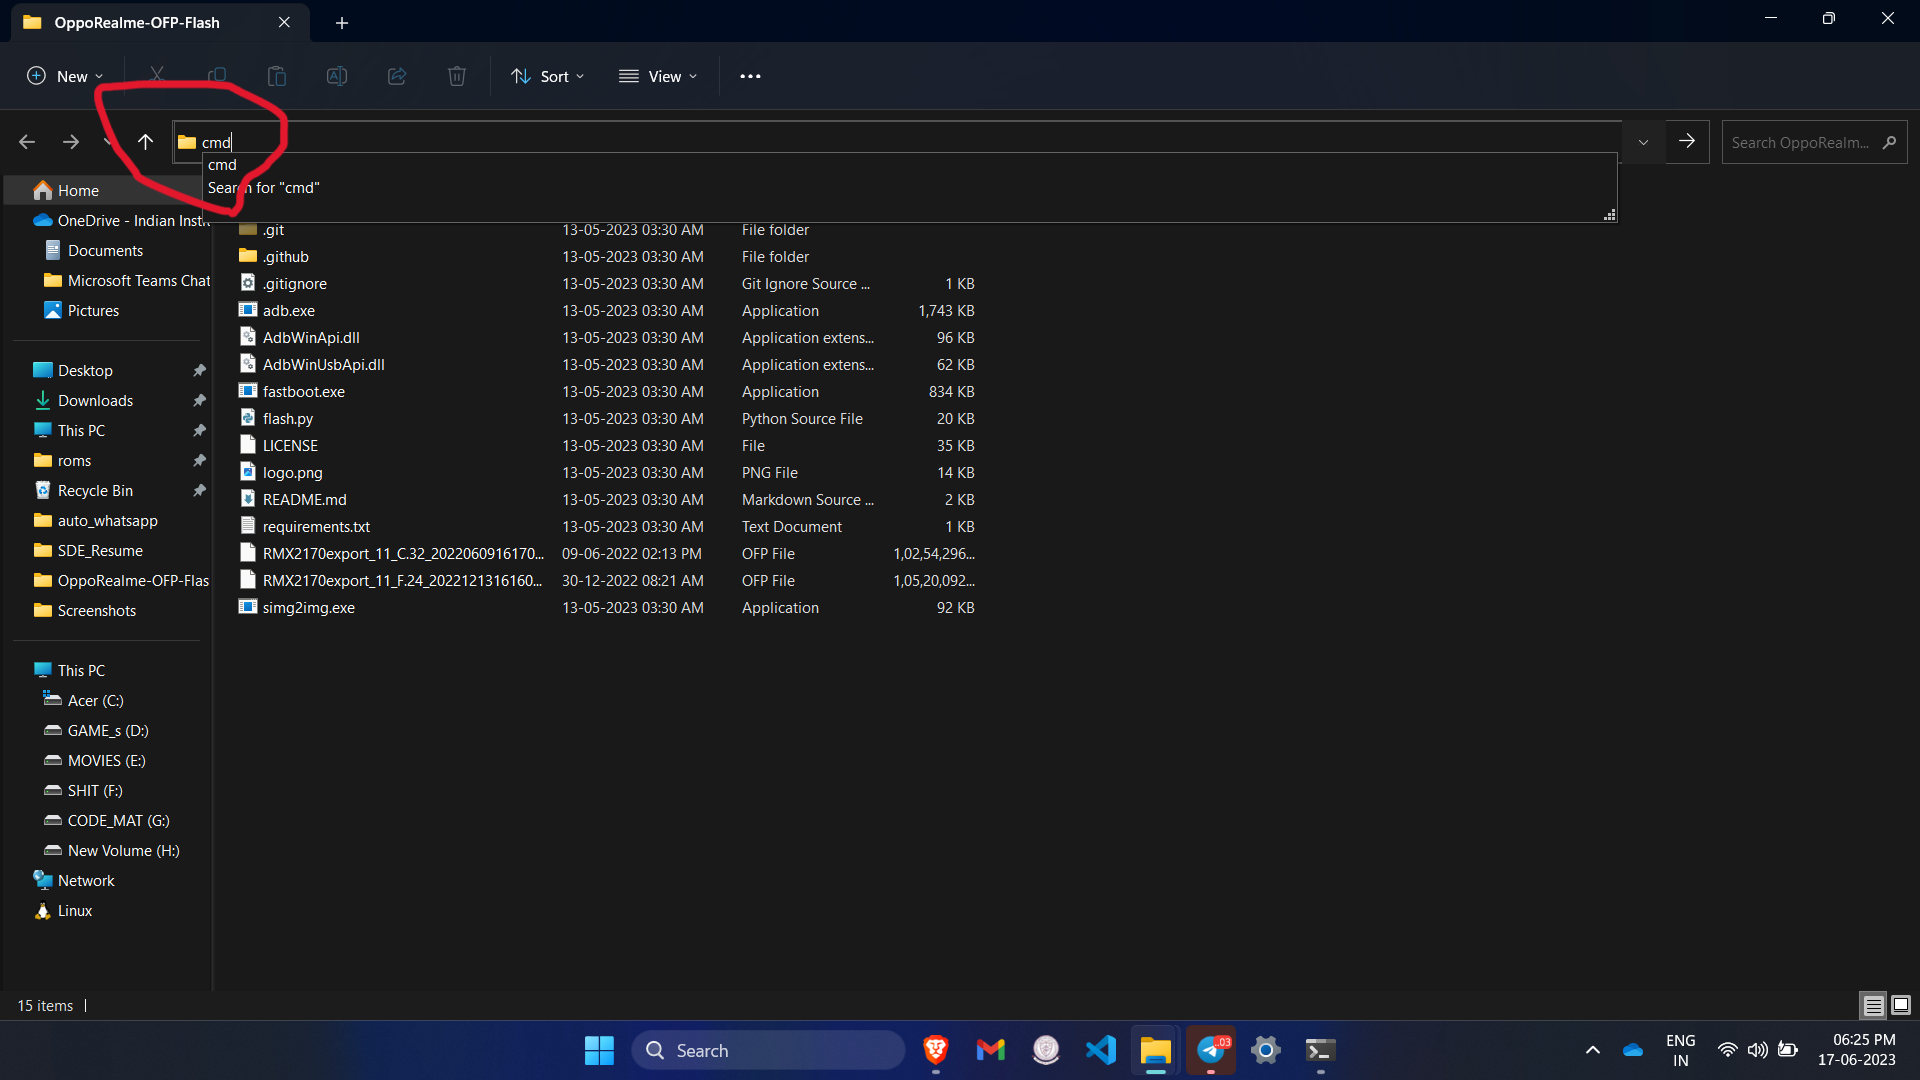 OppoRealme-OFP-Flash
New
Sort
View
cmd
Search OppoRealm...
cmd
Search for "cmd"
Home
OneDrive - Indian Insti
Documents
Microsoft Teams Chat
Pictures
Desktop
Downloads
This PC
roms
Recycle Bin
auto_whatsapp
SDE_Resume
OppoRealme-OFP-Flas
Screenshots
This PC
Acer (C:)
GAME_s (D:)
MOVIES (E:)
SHIT (F:)
CODE_MAT (G:)
New Volume (H:)
Network
Linux
.git 13-05-2023 03:30 AM File folder
.github 13-05-2023 03:30 AM File folder
.gitignore 13-05-2023 03:30 AM Git Ignore Source ... 1 KB
adb.exe 13-05-2023 03:30 AM Application 1,743 KB
AdbWinApi.dll 13-05-2023 03:30 AM Application extens... 96 KB
AdbWinUsbApi.dll 13-05-2023 03:30 AM Application extens... 62 KB
fastboot.exe 13-05-2023 03:30 AM Application 834 KB
flash.py 13-05-2023 03:30 AM Python Source File 20 KB
LICENSE 13-05-2023 03:30 AM File 35 KB
logo.png 13-05-2023 03:30 AM PNG File 14 KB
README.md 13-05-2023 03:30 AM Markdown Source ... 2 KB
requirements.txt 13-05-2023 03:30 AM Text Document 1 KB
RMX2170export_11_C.32_2022060916170... 09-06-2022 02:13 PM OFP File 1,02,54,296...
RMX2170export_11_F.24_2022121316160... 30-12-2022 08:21 AM OFP File 1,05,20,092...
simg2img.exe 13-05-2023 03:30 AM Application 92 KB
15 items
Search
.03
ENG
IN
06:25 PM
17-06-2023